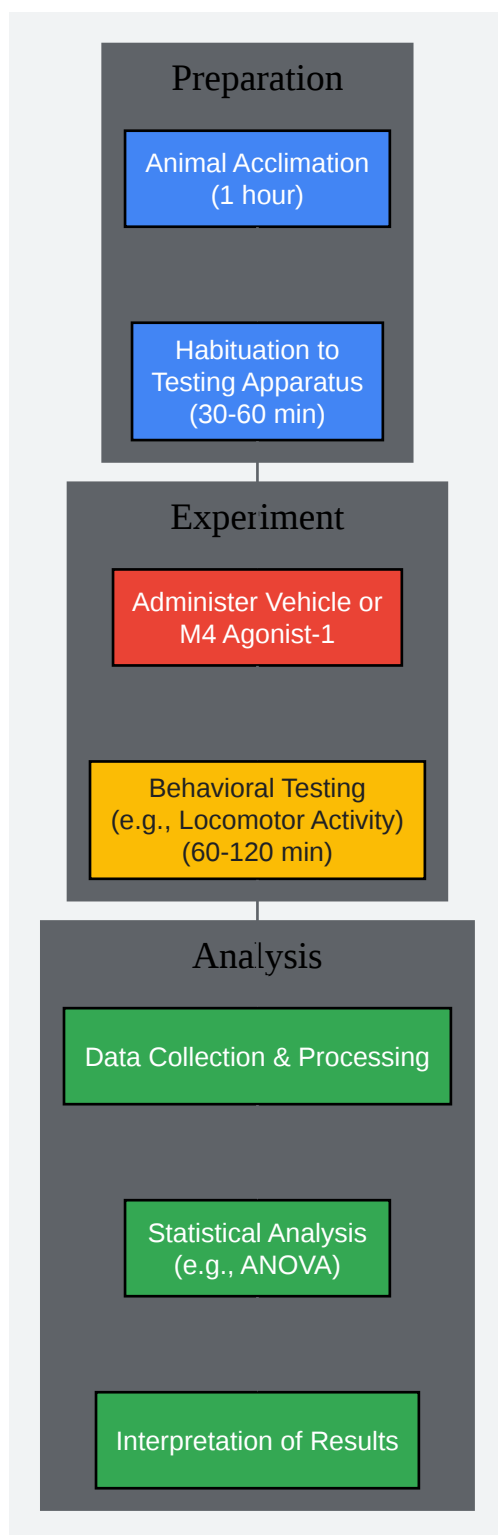 Preparation
Animal Acclimation
(1 hour)
Habituation to
Testing Apparatus
(30-60 min)
Experiment
Administer Vehicle or
M4 Agonist-1
Behavioral Testing
(e.g., Locomotor Activity)
(60-120 min)
Analysis
Data Collection & Processing
Statistical Analysis
(e.g., ANOVA)
Interpretation of Results